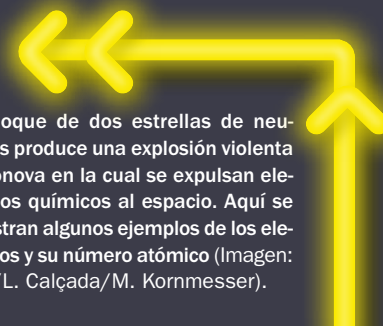 oque de dos estrellas de neu-
s produce una explosión violenta
onova en la cual se expulsan ele-
os químicos al espacio. Aquí se
stran algunos ejemplos de los ele-
os y su número atómico (Imagen:
/L. Calçada/M. Kornmesser).